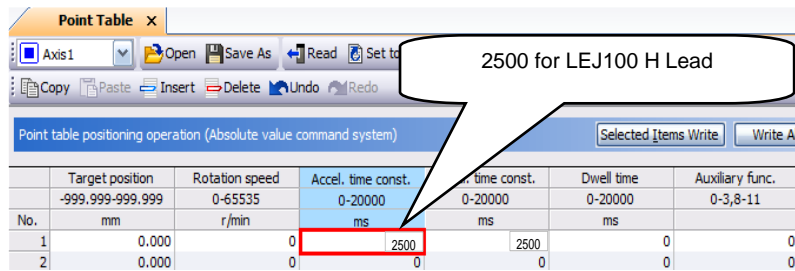 Point Table x
Axis1 Open Save As Read Set to
2500 for LEJ100 H Lead
Copy Paste Insert Delete Undo Redo
Point table positioning operation (Absolute value command system) Selected Items Write Write A
Target position Rotation speed Accel. time const. . time const. Dwell time Auxiliary func.
-999.999-999.999 0-65535 0-20000 0-20000 0-20000 0-3,8-11
No. mm r/min ms ms ms
1 0.000 0 2500 2500 0 0
2 0.000 0 0 0 0 0